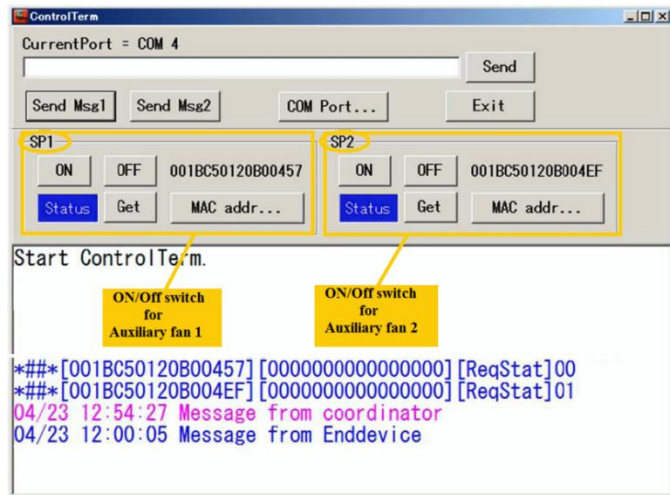 ControlTerm
CurrentPort = COM 4
Send
Send Msg1 Send Msg2 COM Port... Exit
SP1 SP2
ON OFF 001BC50120B00457 ON OFF 001BC50120B004EF
Status Get MAC addr... Status Get MAC addr...
Start ControlTerm.
ON/Off switch
for
Auxiliary fan 1
ON/Off switch
for
Auxiliary fan 2
*##*[001BC50120B00457][0000000000000000][ReqStat]00
*##*[001BC50120B004EF][0000000000000000][ReqStat]01
04/23 12:54:27 Message from coordinator
04/23 12:00:05 Message from Enddevice